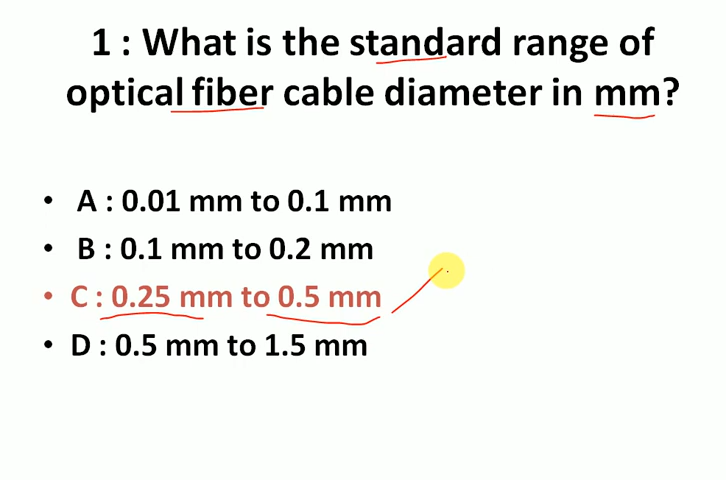 1 : What is the standard range of
optical fiber cable diameter in mm?
• A : 0.01 mm to 0.1 mm
• B : 0.1 mm to 0.2 mm
• C : 0.25 mm to 0.5 mm
• D : 0.5 mm to 1.5 mm